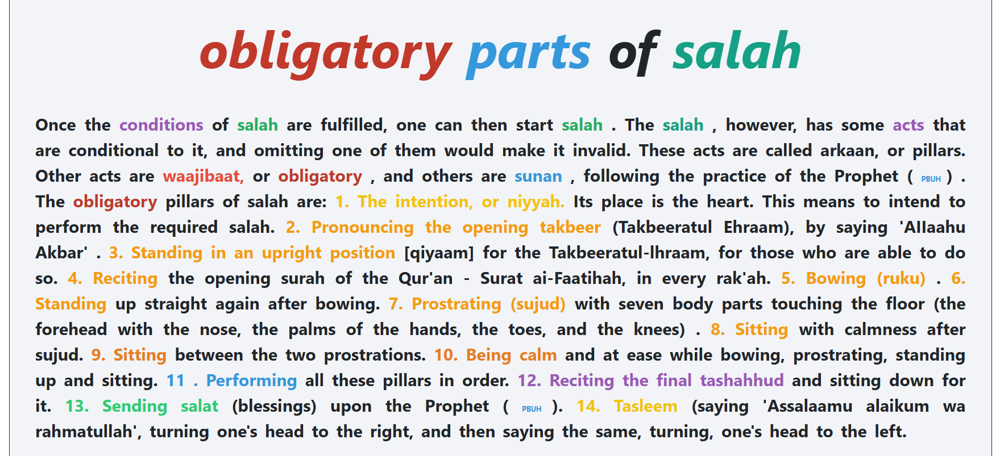 obligatory parts of salah
Once the conditions of salah are fulfilled, one can then start salah . The salah , however, has some acts that
are conditional to it, and omitting one of them would make it invalid. These acts are called arkaan, or pillars.
Other acts are waajibaat, or obligatory , and others are sunan , following the practice of the Prophet ( PBUH ) .
The obligatory pillars of salah are: 1. The intention, or niyyah. Its place is the heart. This means to intend to
perform the required salah. 2. Pronouncing the opening takbeer (Takbeeratul Ehraam), by saying 'AIIaahu
Akbar' . 3. Standing in an upright position [qiyaam] for the Takbeeratul-lhraam, for those who are able to do
so. 4. Reciting the opening surah of the Qur'an - Surat ai-Faatihah, in every rak'ah. 5. Bowing (ruku) . 6.
Standing up straight again after bowing. 7. Prostrating (sujud) with seven body parts touching the floor (the
forehead with the nose, the palms of the hands, the toes, and the knees) . 8. Sitting with calmness after
sujud. 9. Sitting between the two prostrations. 10. Being calm and at ease while bowing, prostrating, standing
up and sitting. 11 . Performing all these pillars in order. 12. Reciting the final tashahhud and sitting down for
it. 13. Sending salat (blessings) upon the Prophet ( PBUH ). 14. Tasleem (saying 'Assalaamu alaikum wa
rahmatullah', turning one's head to the right, and then saying the same, turning, one's head to the left.